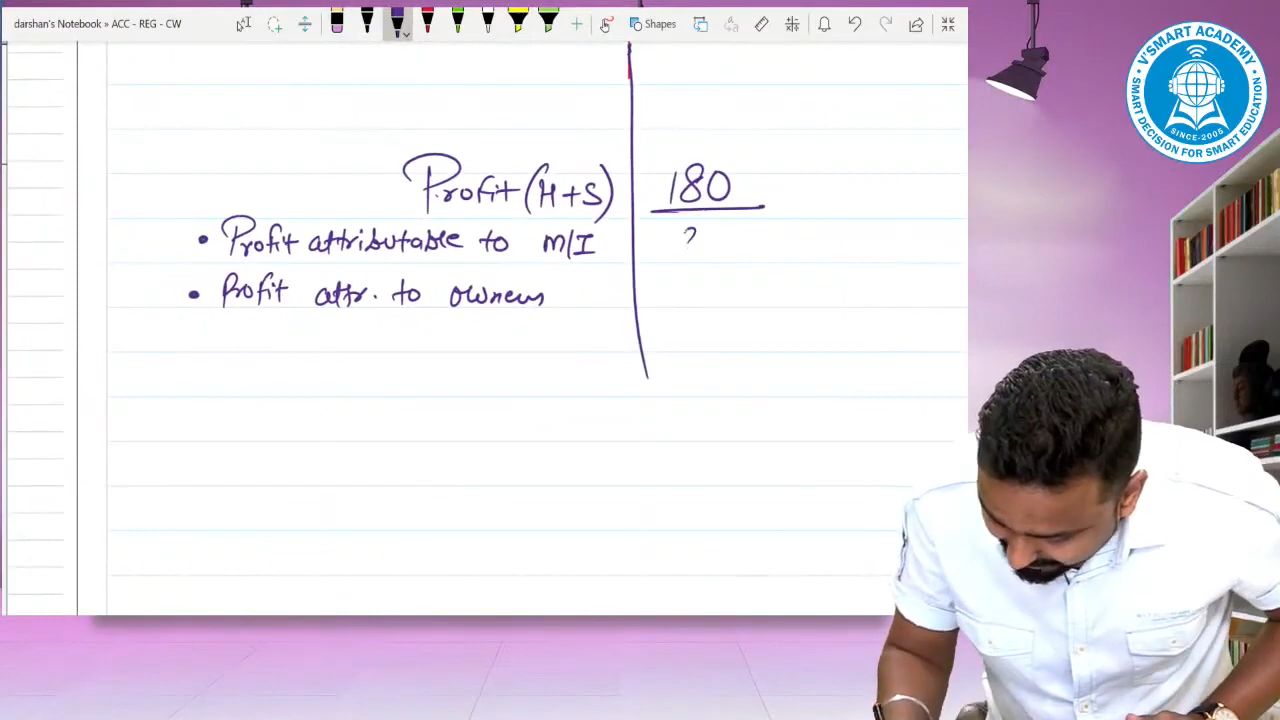 darshan's Notebook » ACC - REG - CW
Shapes
V'SMART ACADEMY
SMART DECISION FOR SMART EDUCATION
SINCE-2005
Profit (H+S) 180
• Profit attributable to M/I
• Profit attr. to owners